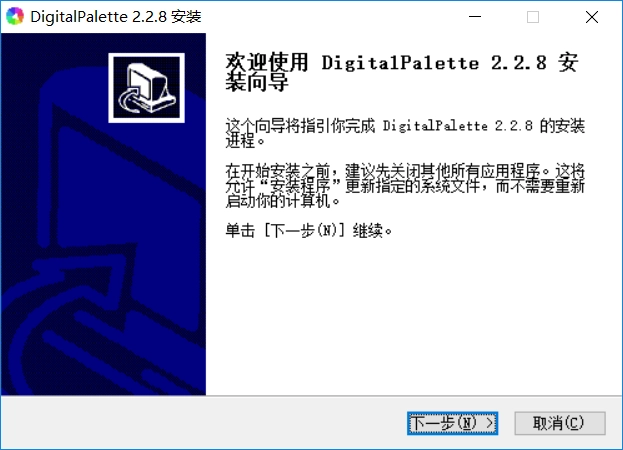 DigitalPalette 2.2.8 安装
欢迎使用 DigitalPalette 2.2.8 安
装向导
这个向导将指引你完成 DigitalPalette 2.2.8 的安装
进程。
在开始安装之前，建议先关闭其他所有应用程序。这将
允许“安装程序”更新指定的系统文件，而不需要重新
启动你的计算机。
单击 [下一步(N)] 继续。
下一步(N) >
取消(C)